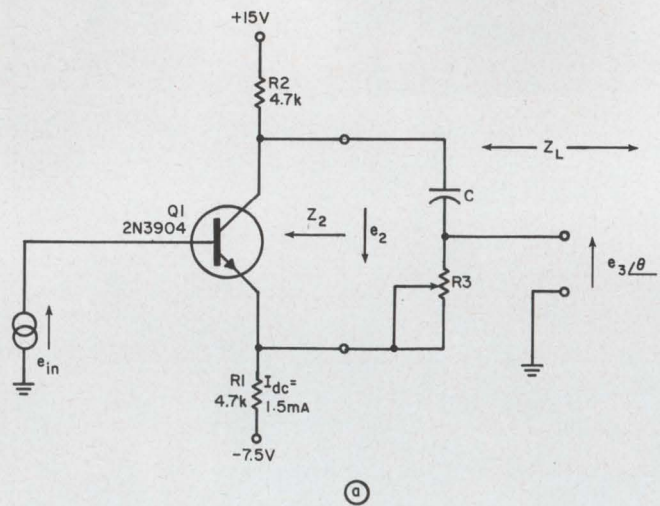 +15V
R2
4.7k
Z_L
C
Q1
2N3904
Z_2
e_2
R3
e_3/θ
e_in
R1 I_dc=
4.7k 1.5mA
-7.5V
a